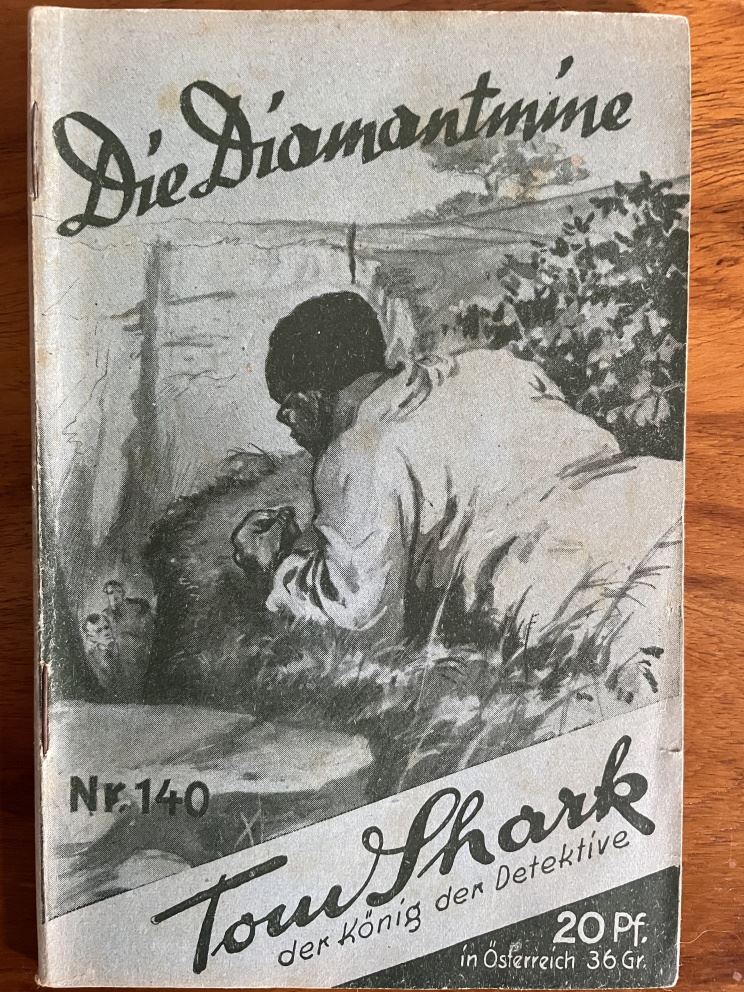 Die Diamantmine
Nr. 140
Tom Shark
der König der Detektive
20 Pf.
in Österreich 36 Gr.